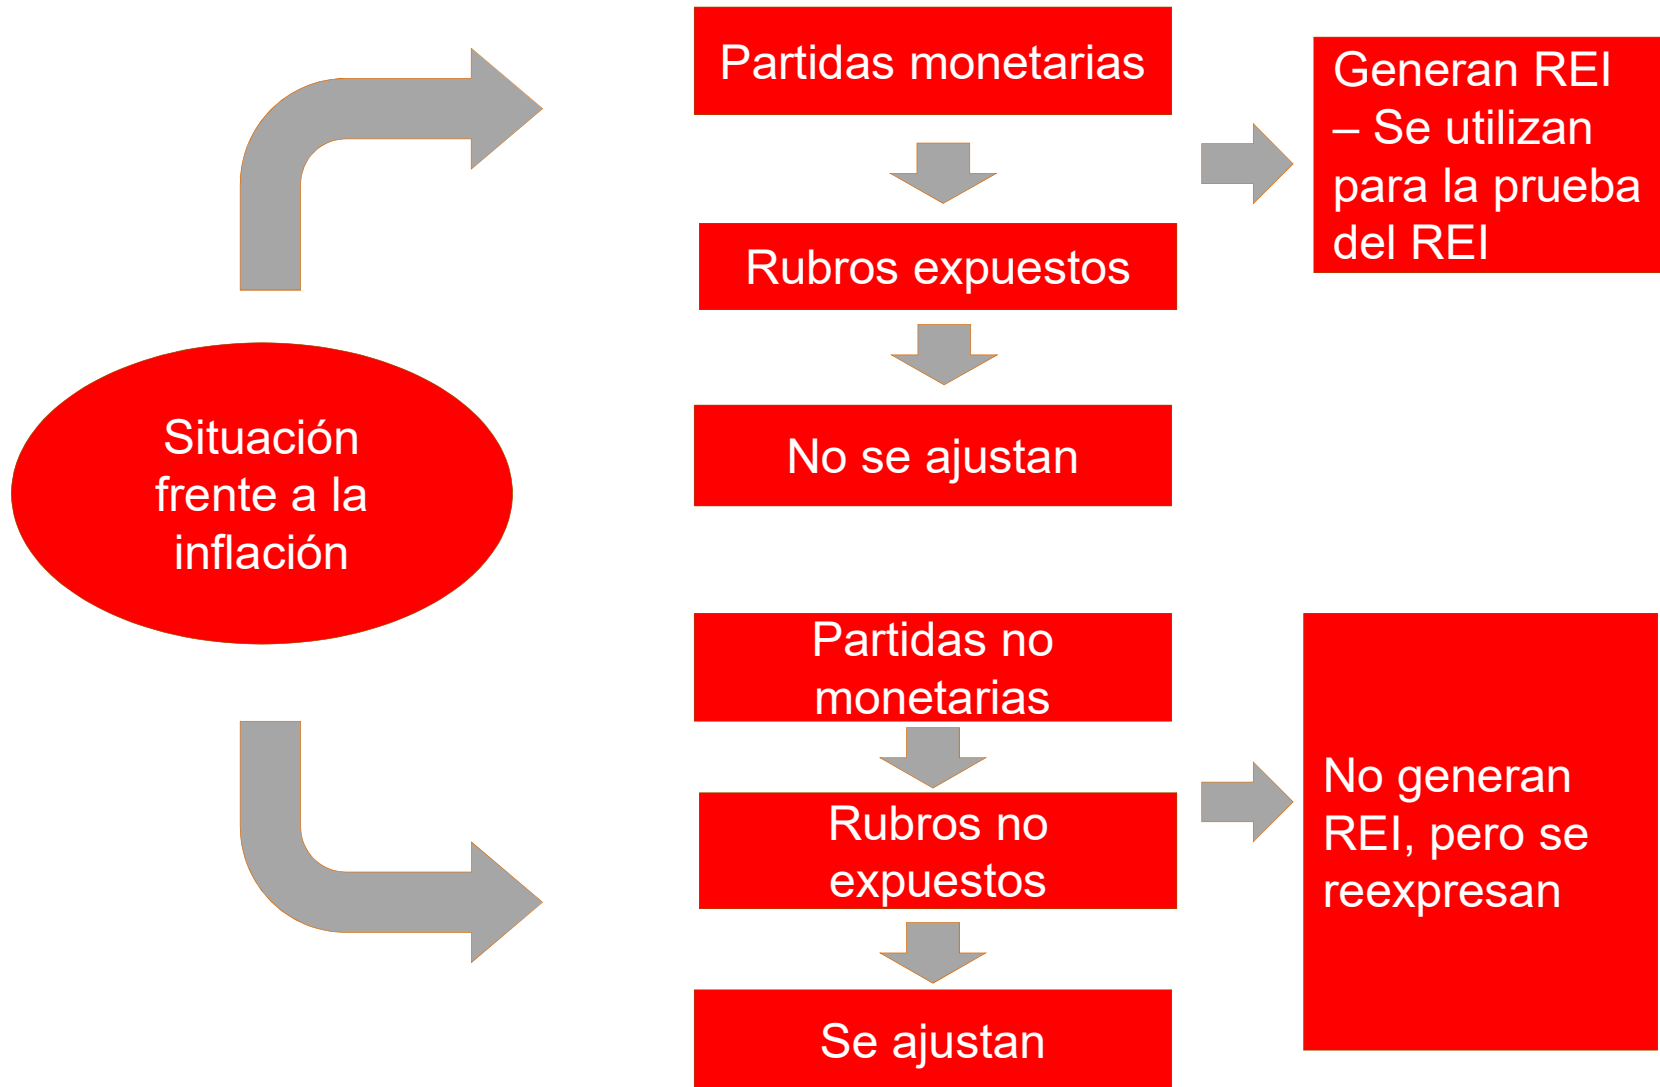 Partidas monetarias
Generan REI
– Se utilizan
para la prueba
del REI
Rubros expuestos
No se ajustan
Situación
frente a la
inflación
Partidas no
monetarias
Rubros no
expuestos
No generan
REI, pero se
reexpresan
Se ajustan